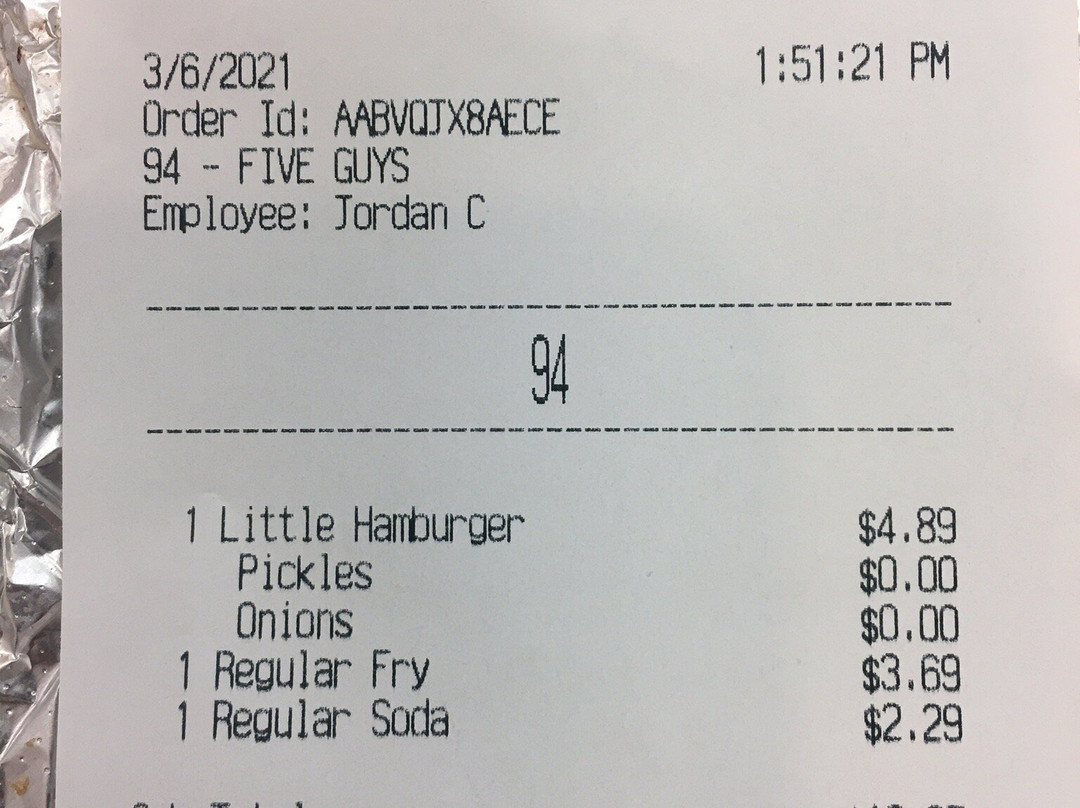 3/6/2021 1:51:21 PM
Order Id: AABVQJX8AECE
94 - FIVE GUYS
Employee: Jordan C
94
1 Little Hamburger $4.89
Pickles $0.00
Onions $0.00
1 Regular Fry $3.69
1 Regular Soda $2.29